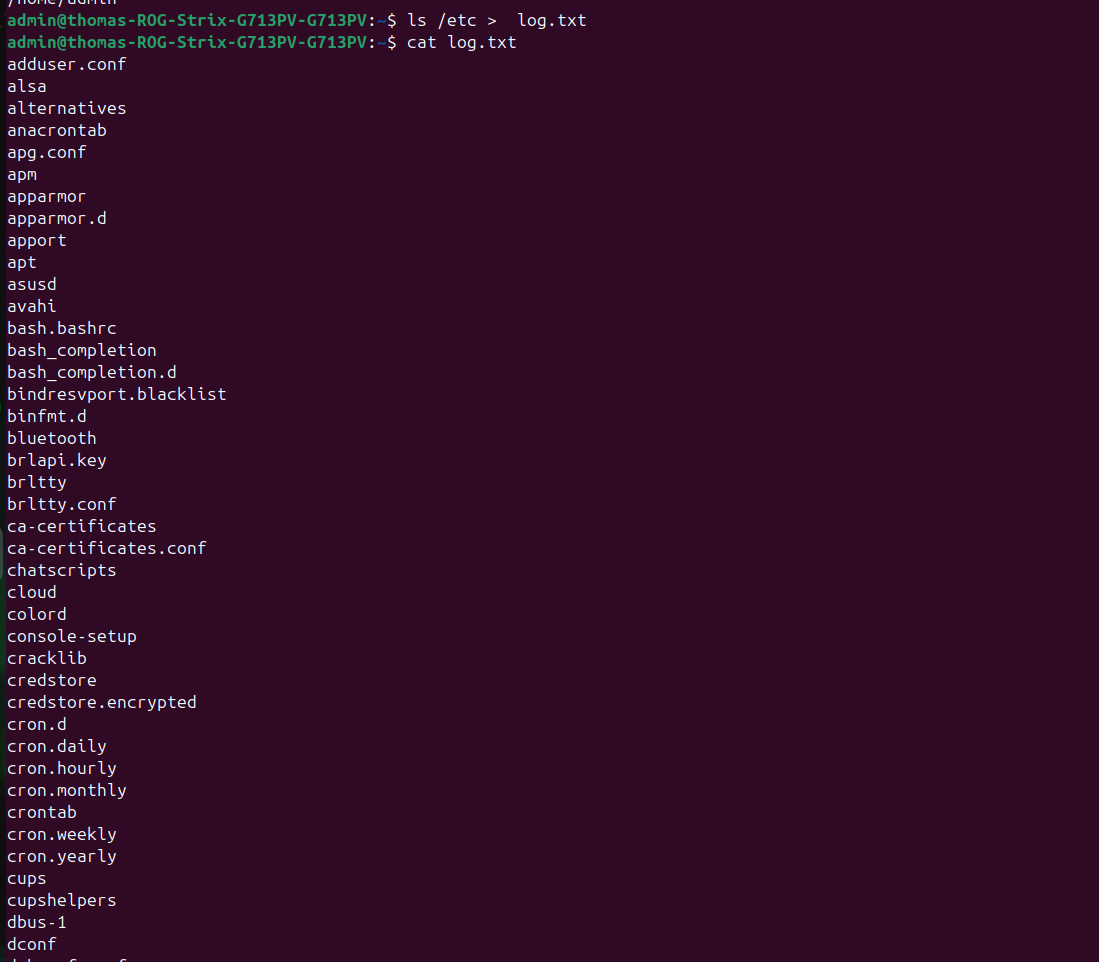 /home/admin
admin@thomas-ROG-Strix-G713PV-G713PV:~$ ls /etc >  log.txt
admin@thomas-ROG-Strix-G713PV-G713PV:~$ cat log.txt
adduser.conf
alsa
alternatives
anacrontab
apg.conf
apm
apparmor
apparmor.d
apport
apt
asusd
avahi
bash.bashrc
bash_completion
bash_completion.d
bindresvport.blacklist
binfmt.d
bluetooth
brlapi.key
brltty
brltty.conf
ca-certificates
ca-certificates.conf
chatscripts
cloud
colord
console-setup
cracklib
credstore
credstore.encrypted
cron.d
cron.daily
cron.hourly
cron.monthly
crontab
cron.weekly
cron.yearly
cups
cupshelpers
dbus-1
dconf